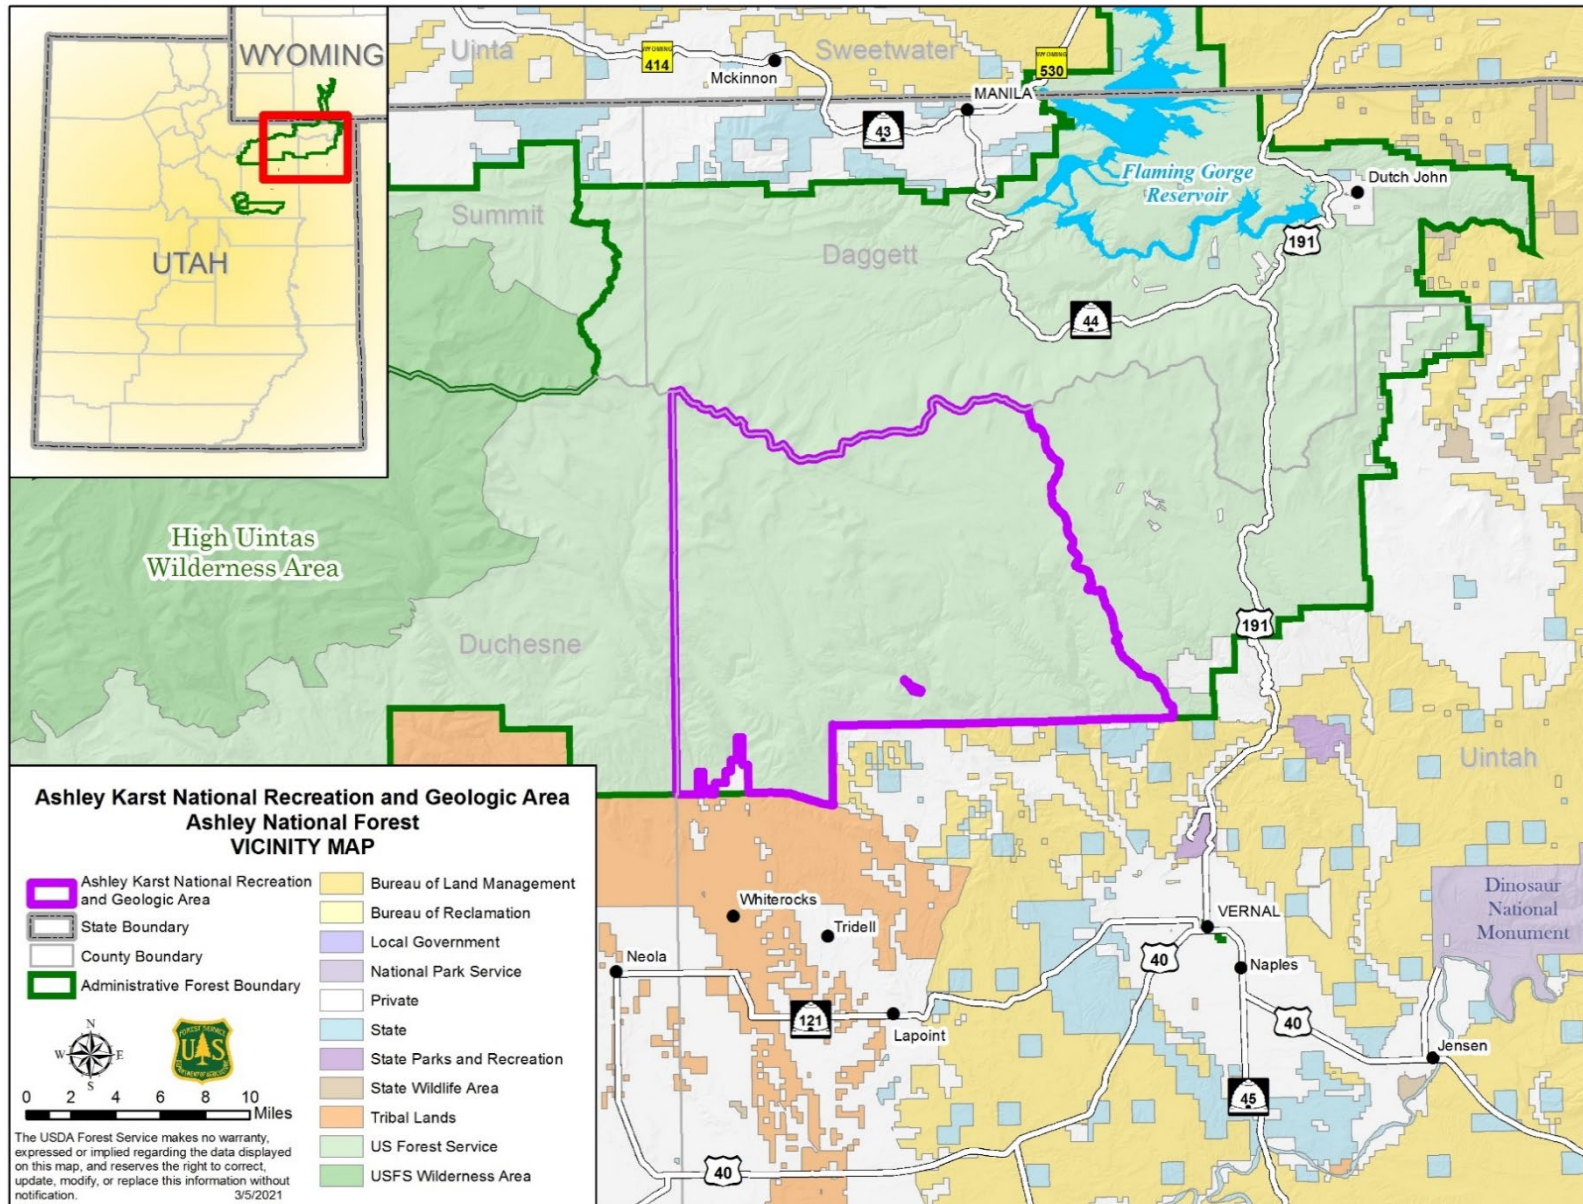 WYOMING
UTAH
Uinta
WYOMING
414
Mckinnon
Sweetwater
WYOMING
530
MANILA
43
Flaming Gorge
Reservoir
Dutch John
191
Summit
Daggett
44
High Uintas
Wilderness Area
Duchesne
191
Uintah
Whiterocks
Tridell
Neola
121
Lapoint
40
VERNAL
40
Naples
40
Jensen
45
Dinosaur
National
Monument
Ashley Karst National Recreation and Geologic Area
Ashley National Forest
VICINITY MAP
Ashley Karst National Recreation
and Geologic Area
State Boundary
County Boundary
Administrative Forest Boundary
Bureau of Land Management
Bureau of Reclamation
Local Government
National Park Service
Private
State
State Parks and Recreation
State Wildlife Area
Tribal Lands
US Forest Service
USFS Wilderness Area
N
W E
S
FOREST SERVICE
U S
DEPARTMENT OF AGRICULTURE
0 2 4 6 8 10
Miles
The USDA Forest Service makes no warranty,
expressed or implied regarding the data displayed
on this map, and reserves the right to correct,
update, modify, or replace this information without
notification. 3/5/2021